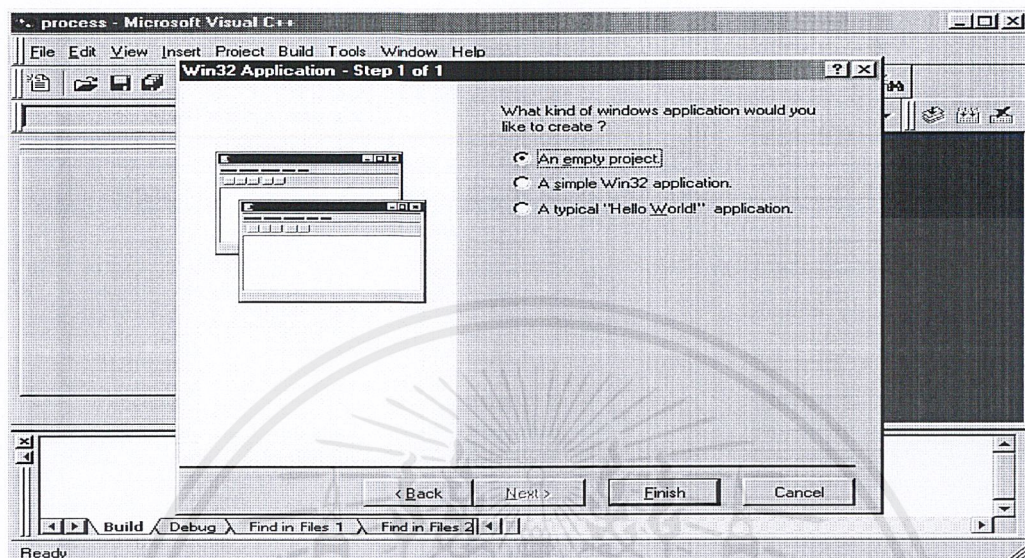 process - Microsoft Visual C++
File Edit View Insert Project Build Tools Window Help
Win32 Application - Step 1 of 1
What kind of windows application would you
like to create ?
An empty project.
A simple Win32 application.
A typical "Hello World!" application.
< Back Next > Finish Cancel
Build Debug Find in Files 1 Find in Files 2
Ready